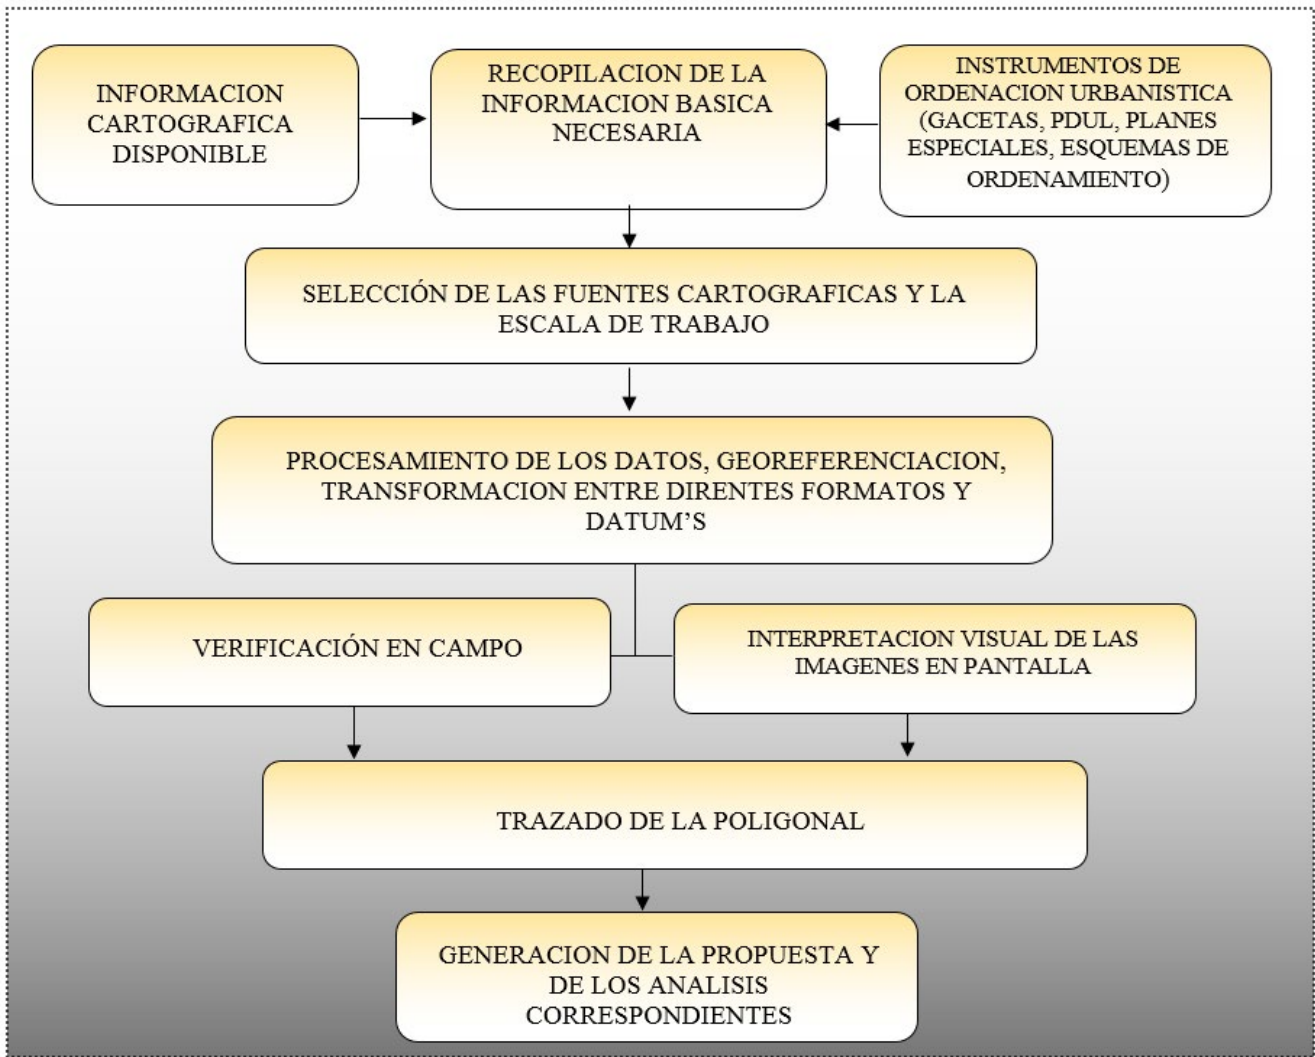 INFORMACION
CARTOGRAFICA
DISPONIBLE
RECOPILACION DE LA
INFORMACION BASICA
NECESARIA
INSTRUMENTOS DE
ORDENACION URBANISTICA
(GACETAS, PDUL, PLANES
ESPECIALES, ESQUEMAS DE
ORDENAMIENTO)
SELECCIÓN DE LAS FUENTES CARTOGRAFICAS Y LA
ESCALA DE TRABAJO
PROCESAMIENTO DE LOS DATOS, GEOREFERENCIACION,
TRANSFORMACION ENTRE DIRENTES FORMATOS Y
DATUM’S
VERIFICACIÓN EN CAMPO
INTERPRETACION VISUAL DE LAS
IMAGENES EN PANTALLA
TRAZADO DE LA POLIGONAL
GENERACION DE LA PROPUESTA Y
DE LOS ANALISIS
CORRESPONDIENTES